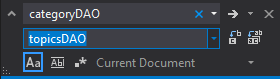 categoryDAO
topicsDAO
Aa Ab Current Document